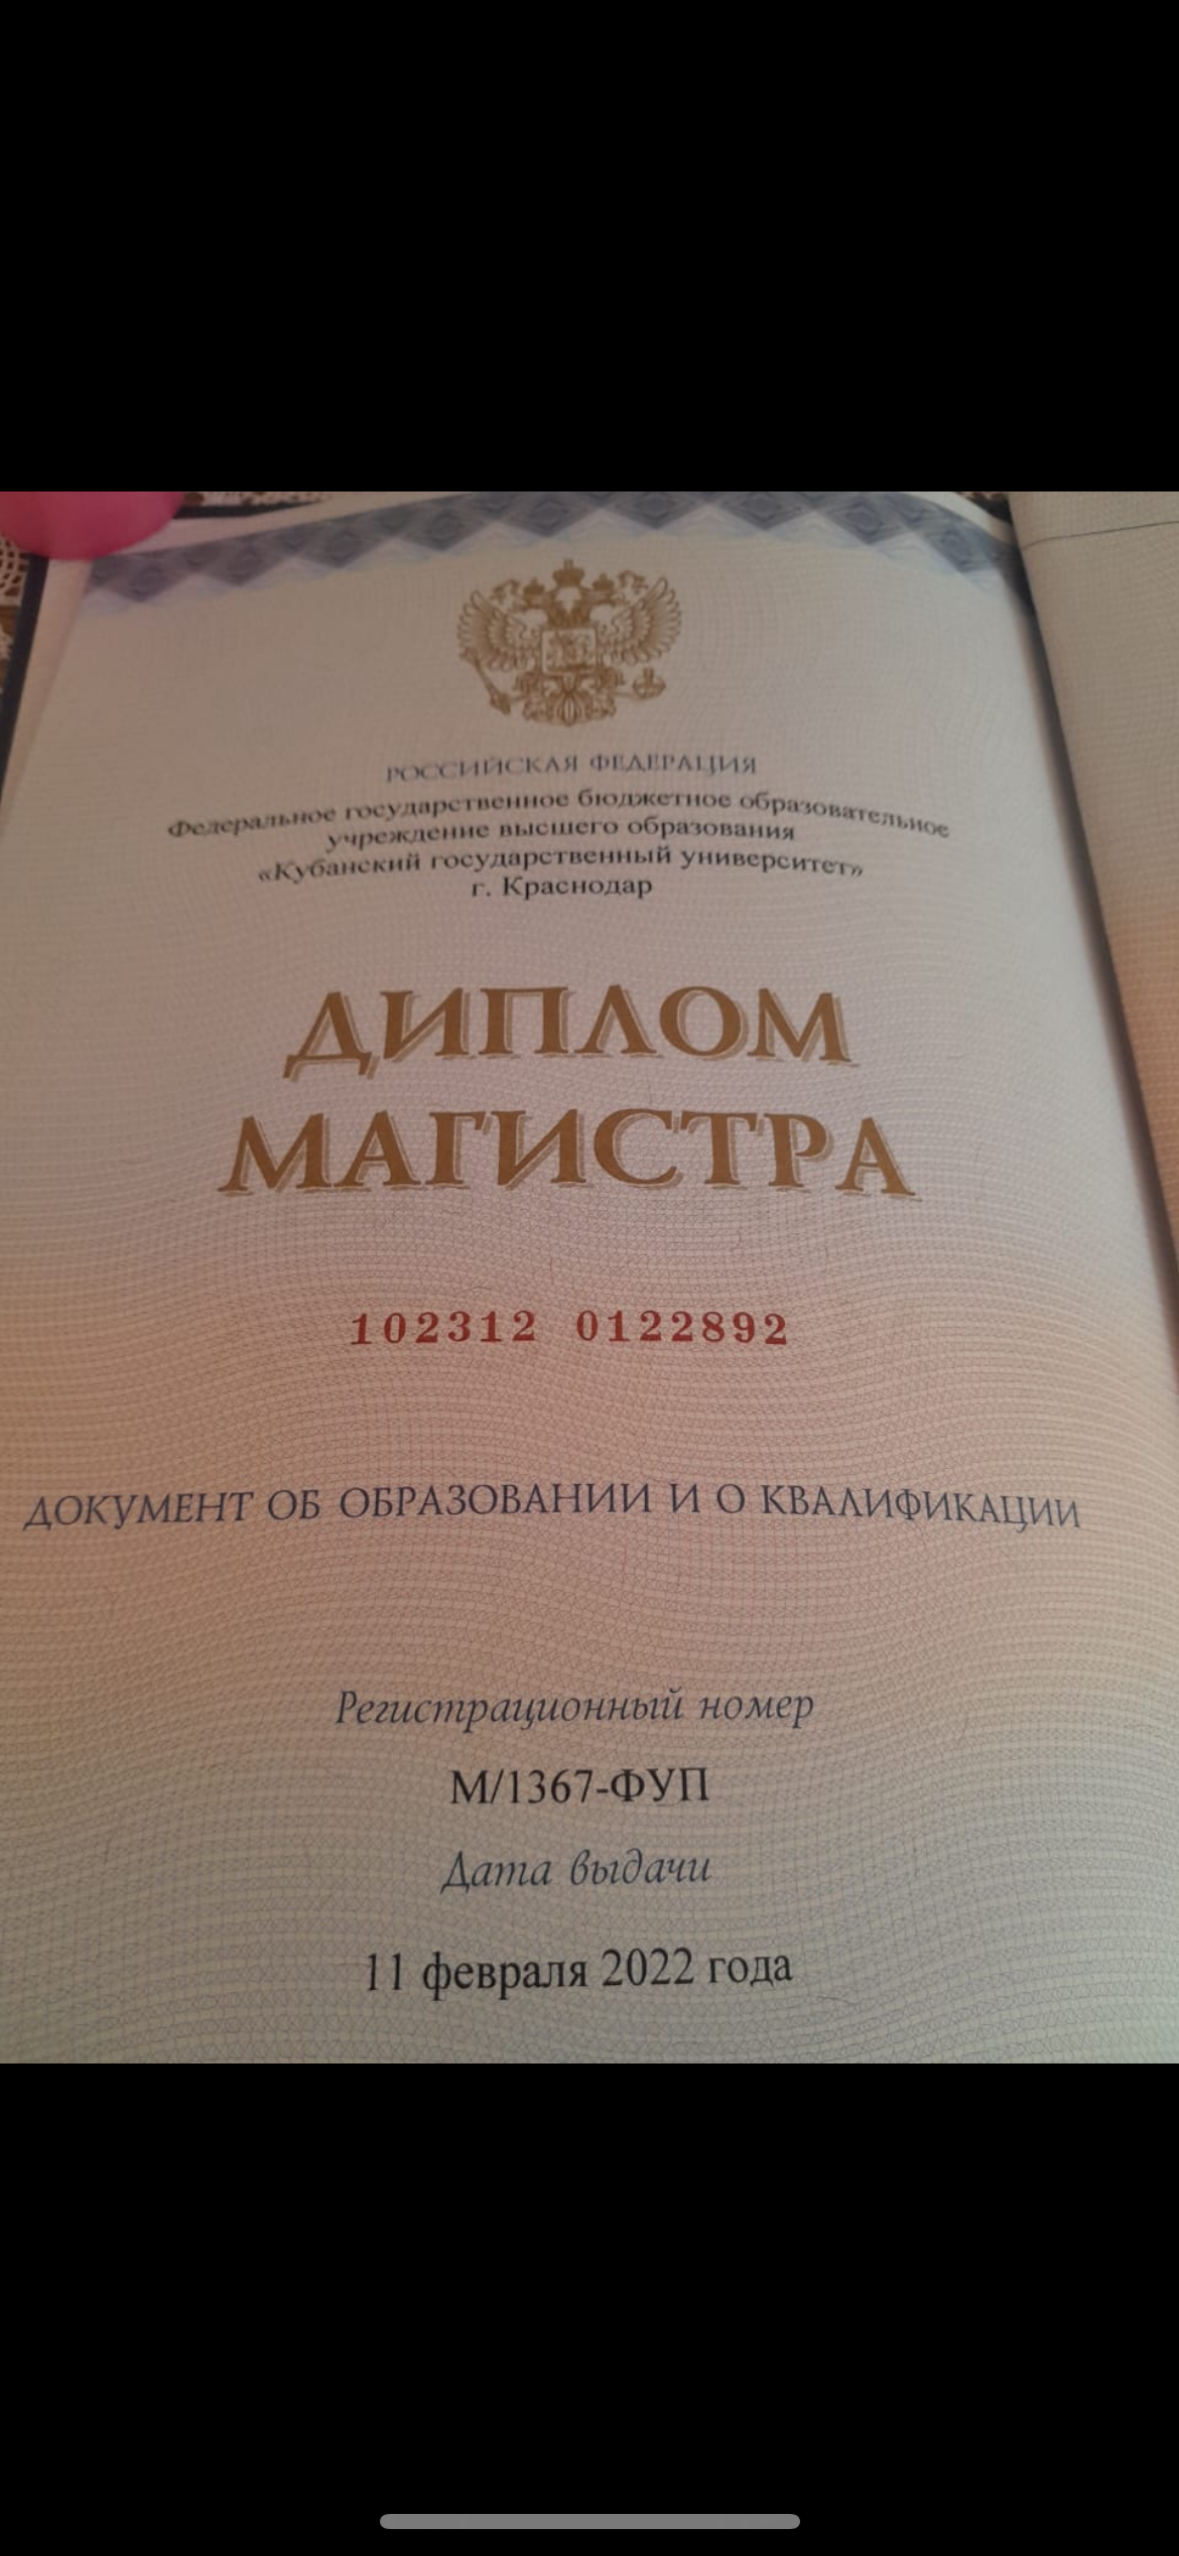 РОССИЙСКАЯ ФЕДЕРАЦИЯ
Федеральное государственное бюджетное образовательное
учреждение высшего образования
«Кубанский государственный университет»
г. Краснодар
ДИПЛОМ
МАГИСТРА
102312 0122892
ДОКУМЕНТ ОБ ОБРАЗОВАНИИ И О КВАЛИФИКАЦИИ
Регистрационный номер
М/1367-ФУП
Дата выдачи
11 февраля 2022 года